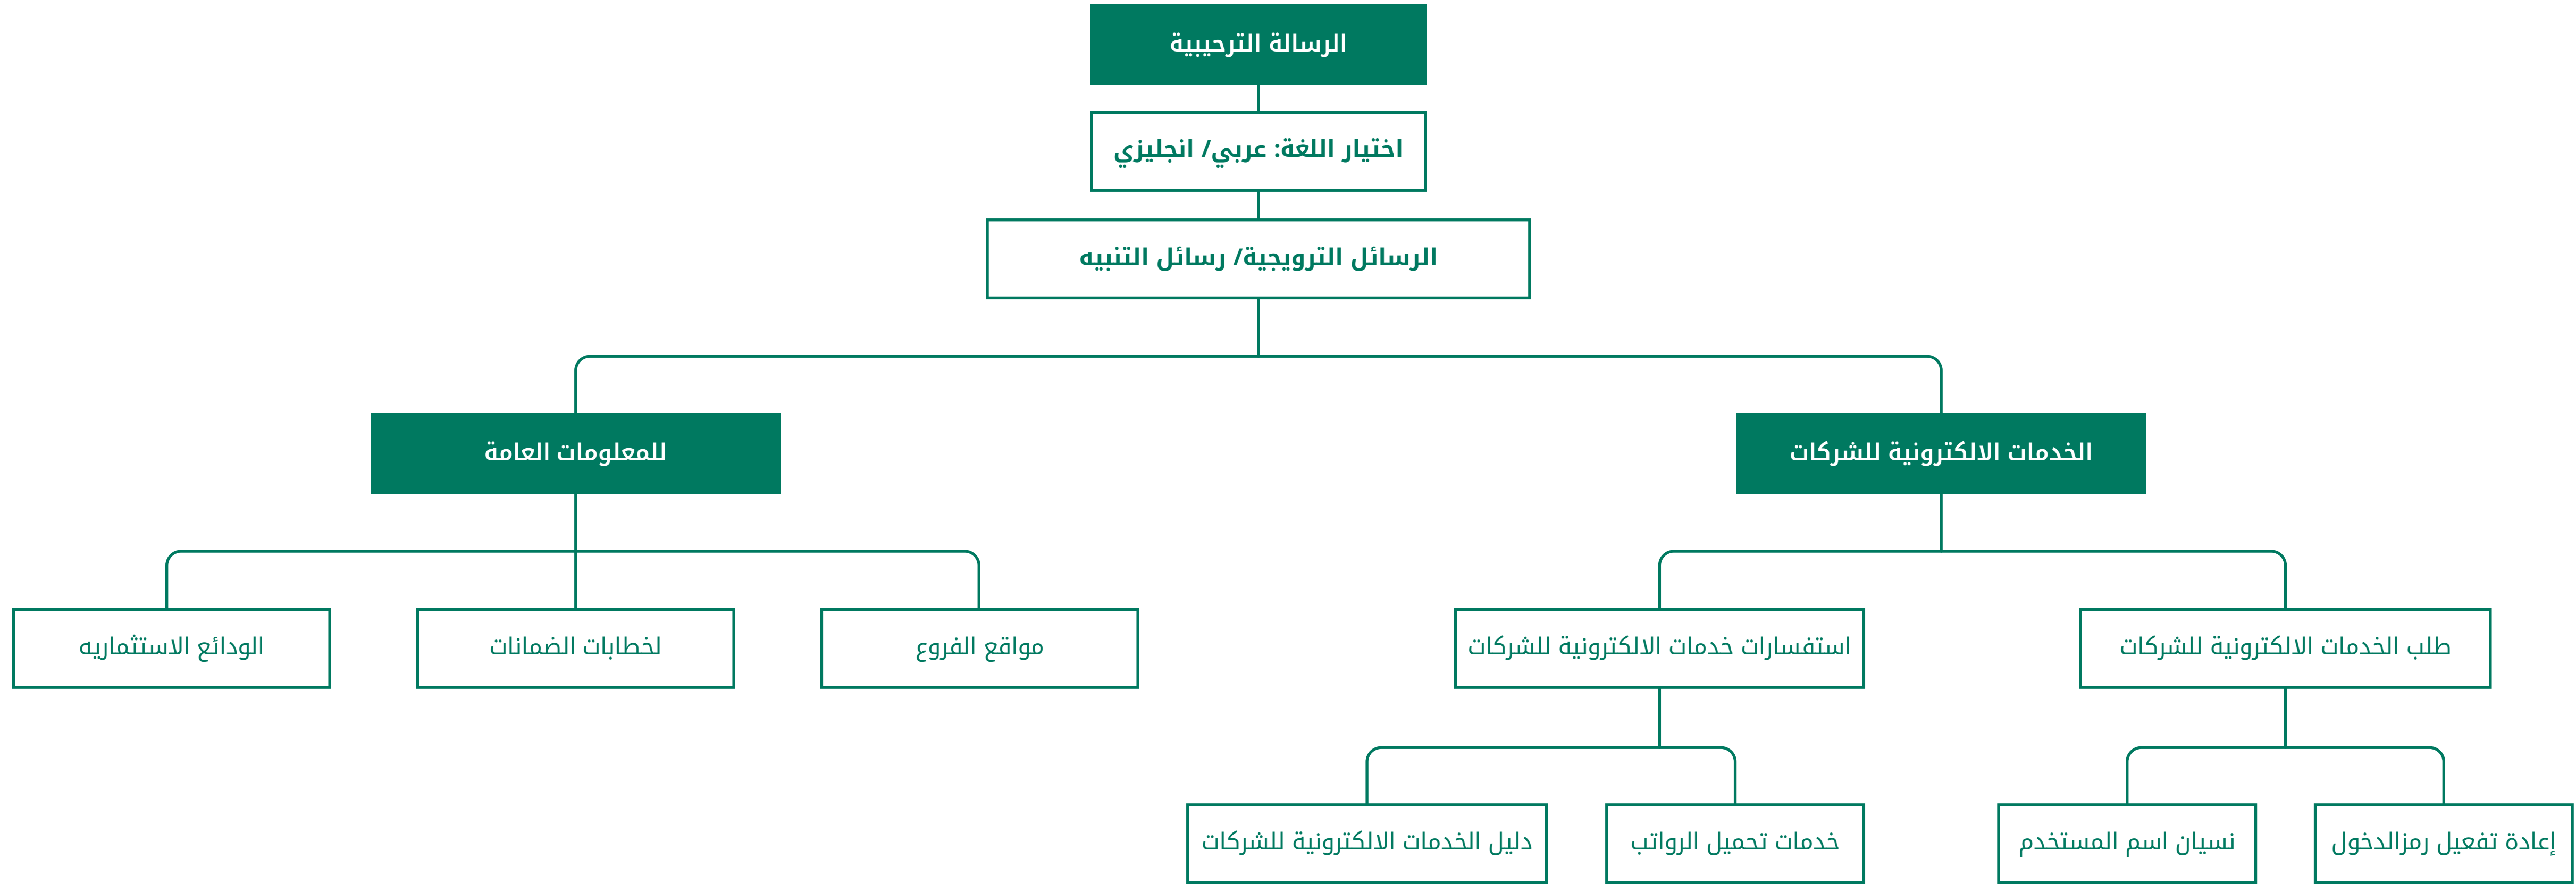 الرسالة الترحيبية
اختيار اللغة: عربي/ انجليزي
الرسائل الترويجية/ رسائل التنبيه
الخدمات الالكترونية للشركات
للمعلومات العامة
طلب الخدمات الالكترونية للشركات
استفسارات خدمات الالكترونية للشركات
مواقع الفروع
لخطابات الضمانات
الودائع الاستثماريه
إعادة تفعيل رمزالدخول
نسيان اسم المستخدم
خدمات تحميل الرواتب
دليل الخدمات الالكترونية للشركات